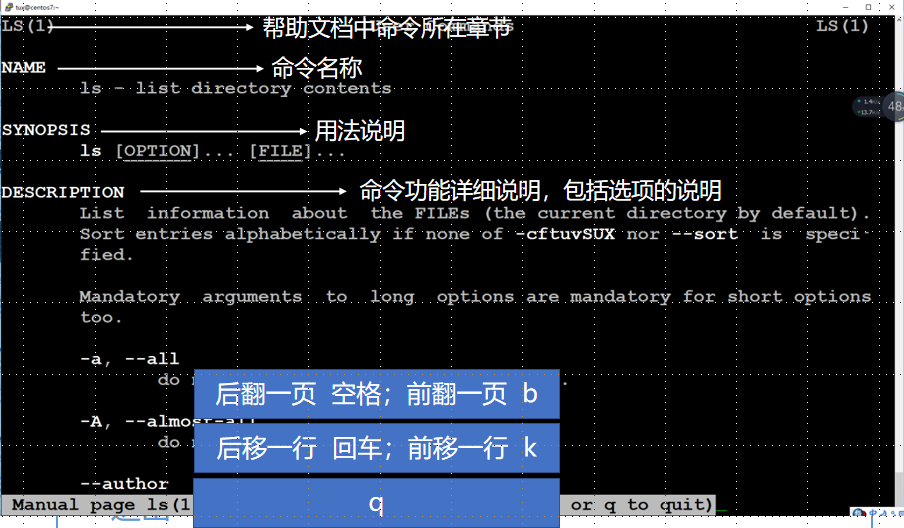 tuxj@centos7:~
LS(1) 帮助文档中命令所在章节 LS(1)
NAME 命令名称
ls - list directory contents
SYNOPSIS 用法说明
ls [OPTION]... [FILE]...
DESCRIPTION 命令功能详细说明，包括选项的说明
List information about the FILEs (the current directory by default).
Sort entries alphabetically if none of -cftuvSUX nor --sort is speci-
fied.
Mandatory arguments to long options are mandatory for short options
too.
-a, --all
do
后翻一页 空格；前翻一页 b
-A, --almost-all
do
后移一行 回车；前移一行 k
--author
q
Manual page ls(1 or q to quit)